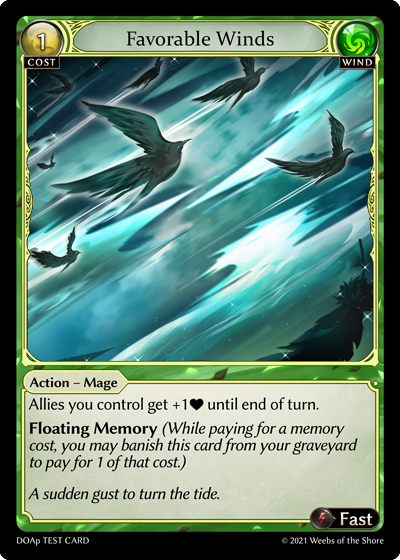 1
Favorable Winds
COST
WIND
Action – Mage
Allies you control get +1♥ until end of turn.
Floating Memory (While paying for a memory
cost, you may banish this card from your graveyard
to pay for 1 of that cost.)
A sudden gust to turn the tide.
Fast
DOAp TEST CARD
© 2021 Weebs of the Shore